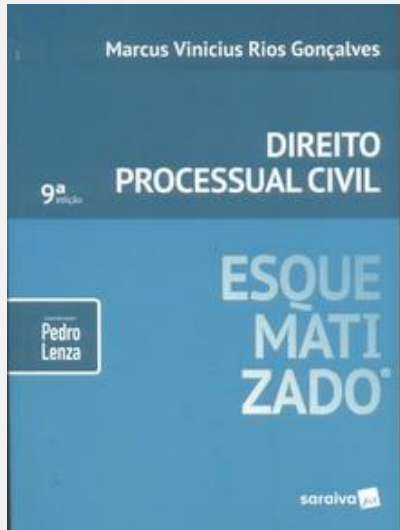 Marcus Vinicius Rios Gonçalves
DIREITO
PROCESSUAL CIVIL
9ª
edição
ESQUE
MATI
ZADO®
Pedro
Lenza
saraiva